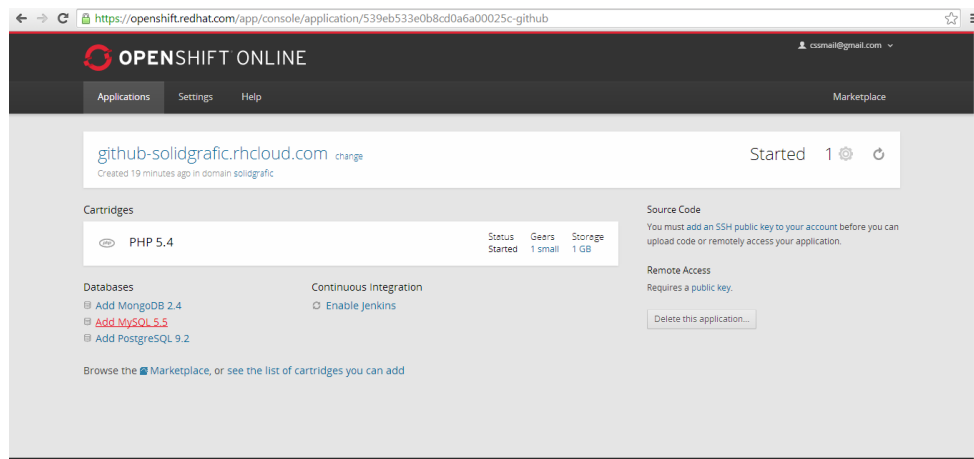 https://openshift.redhat.com/app/console/application/539eb533e0b8cd0a6a00025c-github
OPENSHIFT ONLINE
cssmail@gmail.com
Applications Settings Help Marketplace
github-solidgrafic.rhcloud.com change
Started 1
Created 19 minutes ago in domain solidgrafic
Cartridges
php PHP 5.4
Status Gears Storage
Started 1 small 1 GB
Databases
Add MongoDB 2.4
Add MySQL 5.5
Add PostgreSQL 9.2
Continuous Integration
Enable Jenkins
Browse the Marketplace, or see the list of cartridges you can add
Source Code
You must add an SSH public key to your account before you can
upload code or remotely access your application.
Remote Access
Requires a public key.
Delete this application...